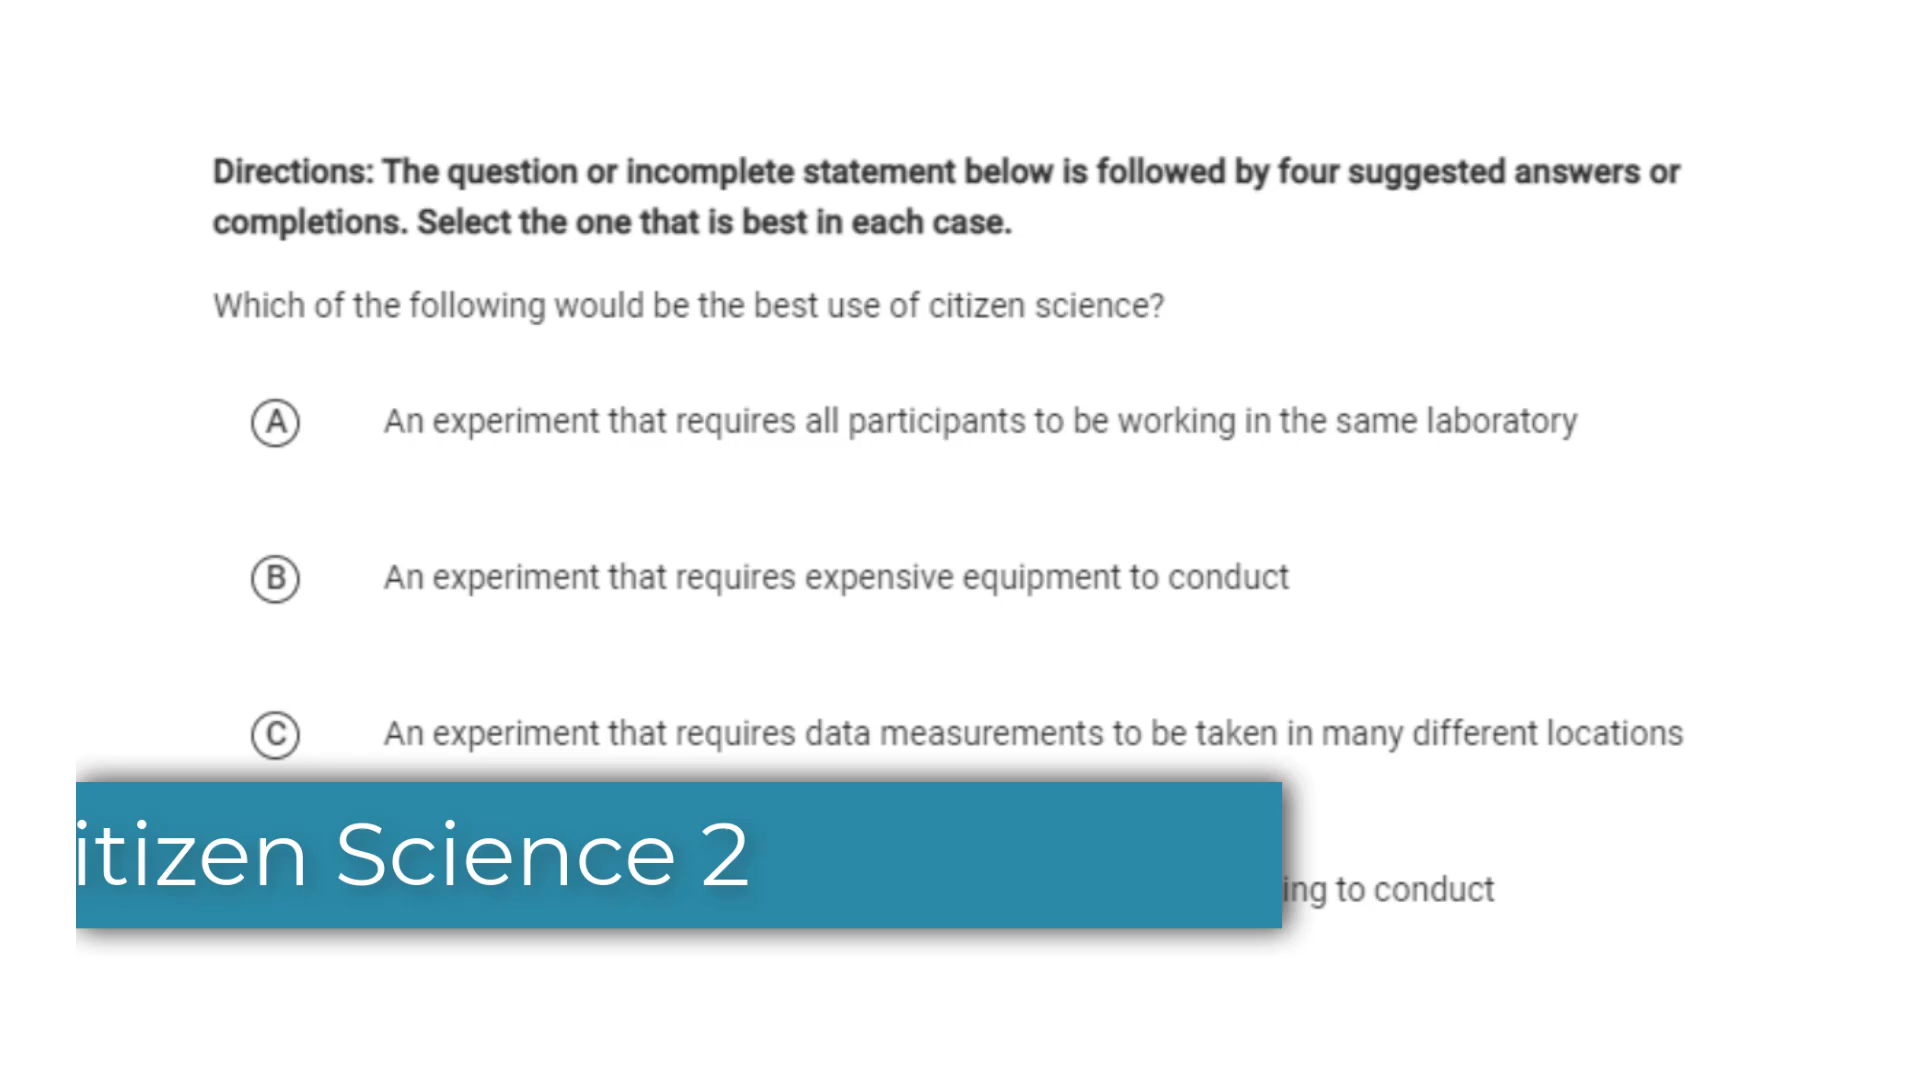 Directions: The question or incomplete statement below is followed by four suggested answers or
completions. Select the one that is best in each case.
Which of the following would be the best use of citizen science?
A An experiment that requires all participants to be working in the same laboratory
B An experiment that requires expensive equipment to conduct
C An experiment that requires data measurements to be taken in many different locations
itizen Science 2
ing to conduct